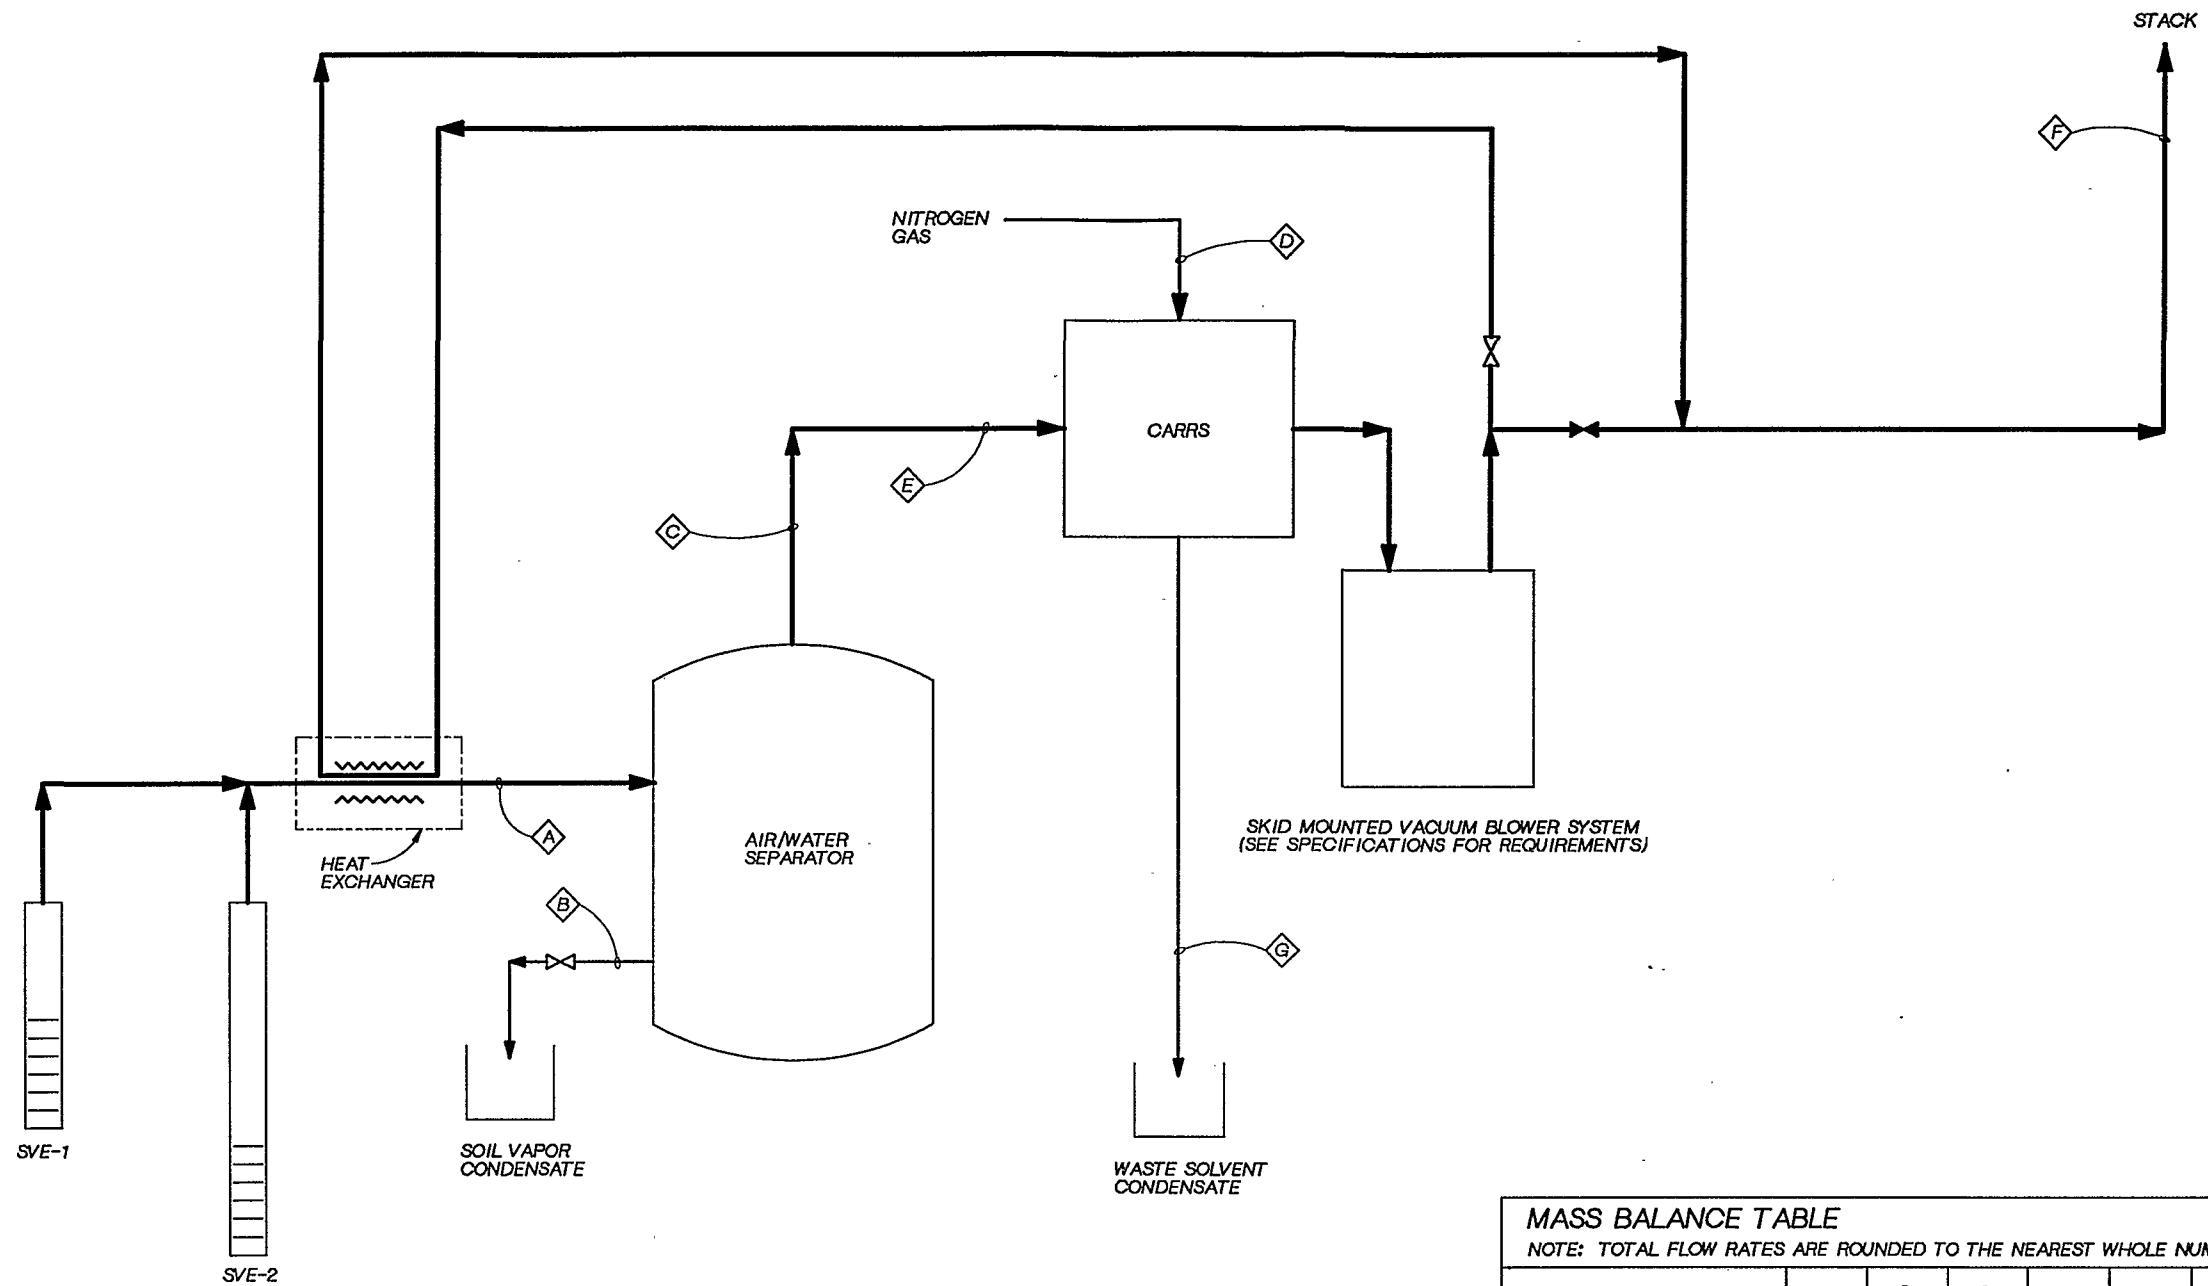 STACK
F
NITROGEN
GAS
D
CARRS
E
C
AIR/WATER
SEPARATOR
SKID MOUNTED VACUUM BLOWER SYSTEM
(SEE SPECIFICATIONS FOR REQUIREMENTS)
A
HEAT
EXCHANGER
B
G
SVE-1
SOIL VAPOR
CONDENSATE
WASTE SOLVENT
CONDENSATE
SVE-2
MASS BALANCE TABLE
NOTE: TOTAL FLOW RATES ARE ROUNDED TO THE NEAREST WHOLE NUM